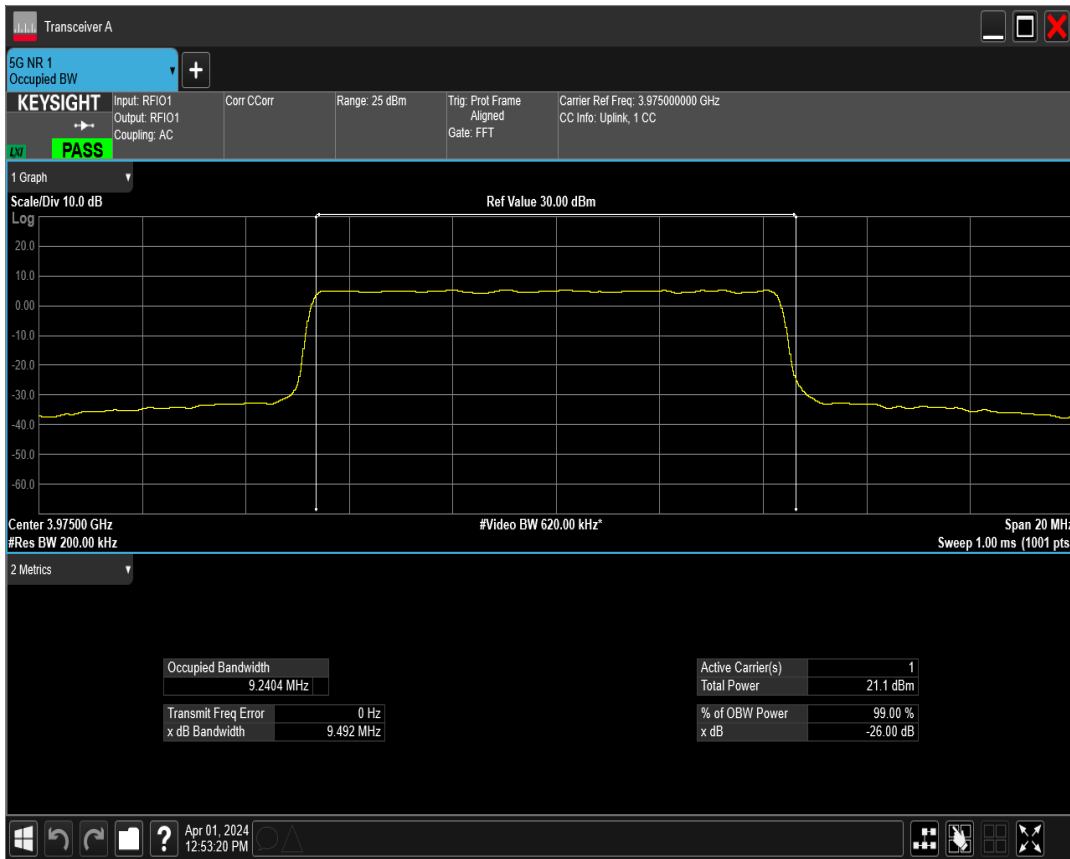 Transceiver A
5G NR 1
Occupied BW
+
KEYSIGHT
LXI
PASS
Input: RFIO1
Output: RFIO1
Coupling: AC
Corr CCorr
Range: 25 dBm
Trig: Prot Frame
Aligned
Gate: FFT
Carrier Ref Freq: 3.975000000 GHz
CC Info: Uplink, 1 CC
1 Graph
Scale/Div 10.0 dB
Ref Value 30.00 dBm
Log
20.0
10.0
0.00
-10.0
-20.0
-30.0
-40.0
-50.0
-60.0
Center 3.97500 GHz
#Video BW 620.00 kHz*
Span 20 MHz
#Res BW 200.00 kHz
Sweep 1.00 ms (1001 pts
2 Metrics
Occupied Bandwidth
9.2404 MHz
Transmit Freq Error 0 Hz
x dB Bandwidth 9.492 MHz
Active Carrier(s) 1
Total Power 21.1 dBm
% of OBW Power 99.00 %
x dB -26.00 dB
?
Apr 01, 2024
12:53:20 PM